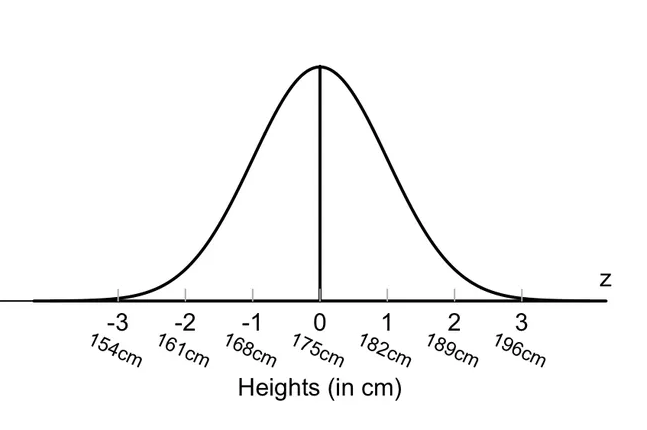 z
-3 -2 -1 0 1 2 3
154cm 161cm 168cm 175cm 182cm 189cm 196cm
Heights (in cm)